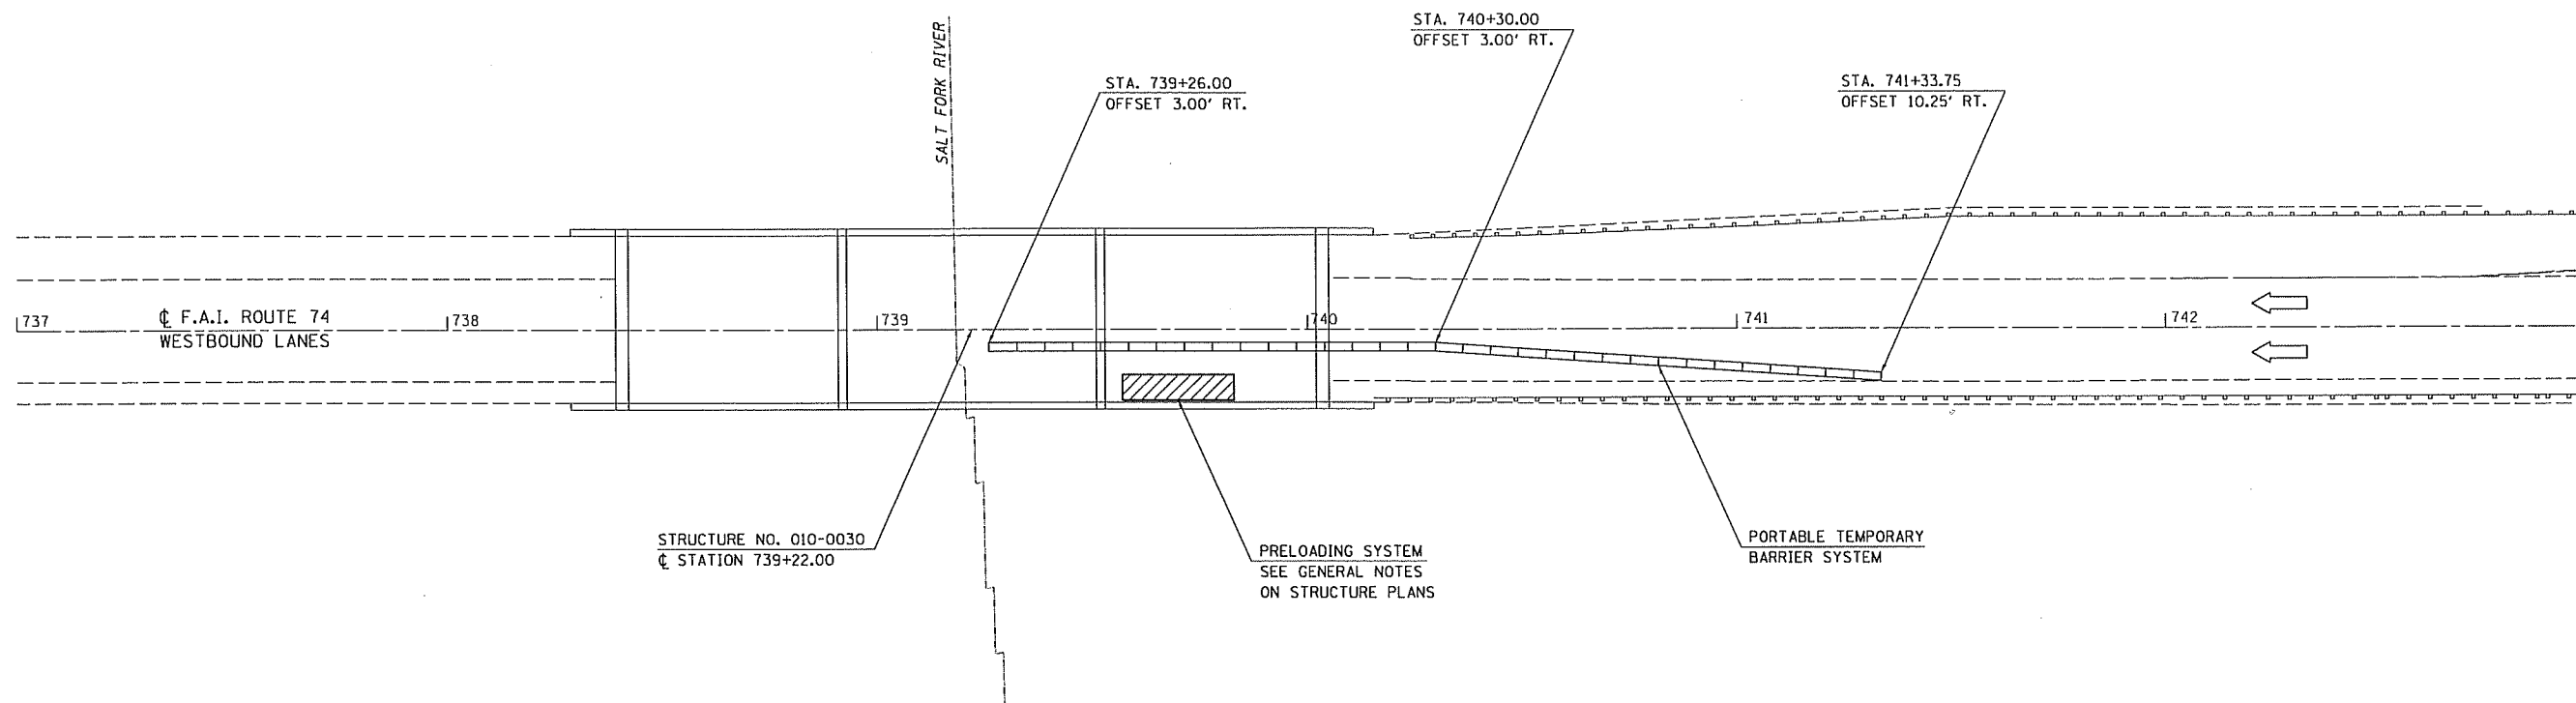 STA. 740+30.00
OFFSET 3.00' RT.
SALT FORK RIVER
STA. 739+26.00
OFFSET 3.00' RT.
STA. 741+33.75
OFFSET 10.25' RT.
737
℄ F.A.I. ROUTE 74
WESTBOUND LANES
738
739
740
741
742
STRUCTURE NO. 010-0030
℄ STATION 739+22.00
PRELOADING SYSTEM
SEE GENERAL NOTES
ON STRUCTURE PLANS
PORTABLE TEMPORARY
BARRIER SYSTEM